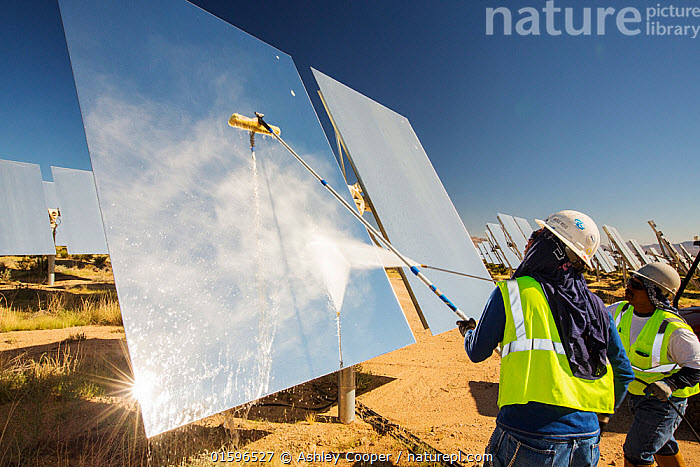 nature picture library
01596527 © Ashley Cooper / naturepl.com